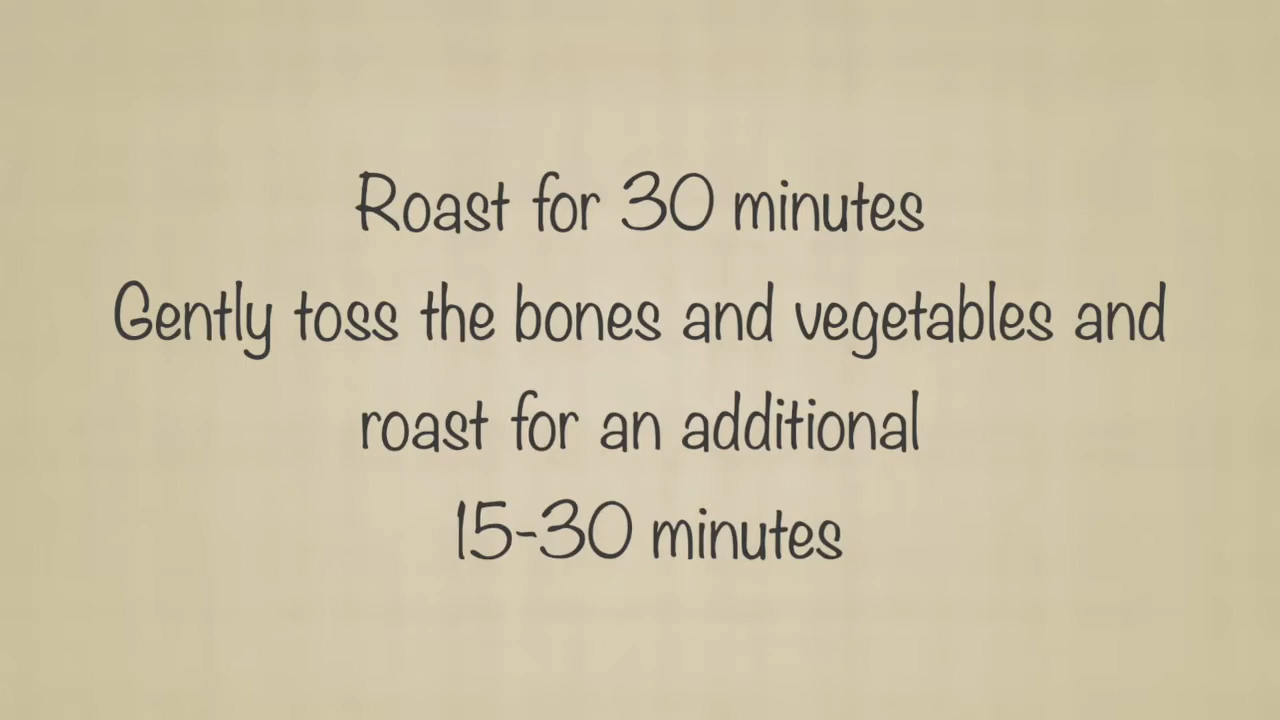 Roast for 30 minutes
Gently toss the bones and vegetables and
roast for an additional
15-30 minutes